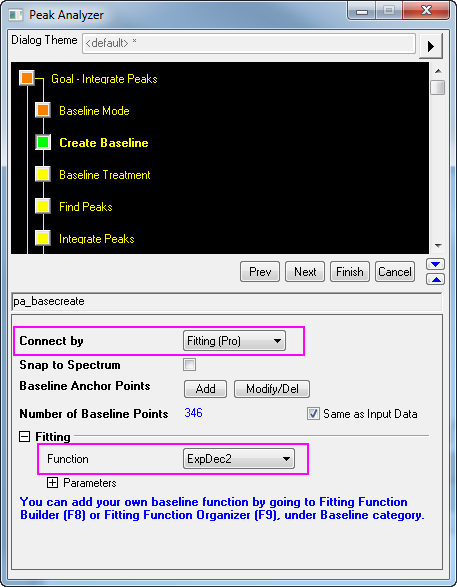 Peak Analyzer
Dialog Theme <default> *
Goal - Integrate Peaks
Baseline Mode
Create Baseline
Baseline Treatment
Find Peaks
Integrate Peaks
Prev Next Finish Cancel
pa_basecreate
Connect by Fitting (Pro)
Snap to Spectrum
Baseline Anchor Points Add Modify/Del
Number of Baseline Points 346 Same as Input Data
Fitting
Function ExpDec2
Parameters
You can add your own baseline function by going to Fitting Function
Builder (F8) or Fitting Function Organizer (F9), under Baseline category.